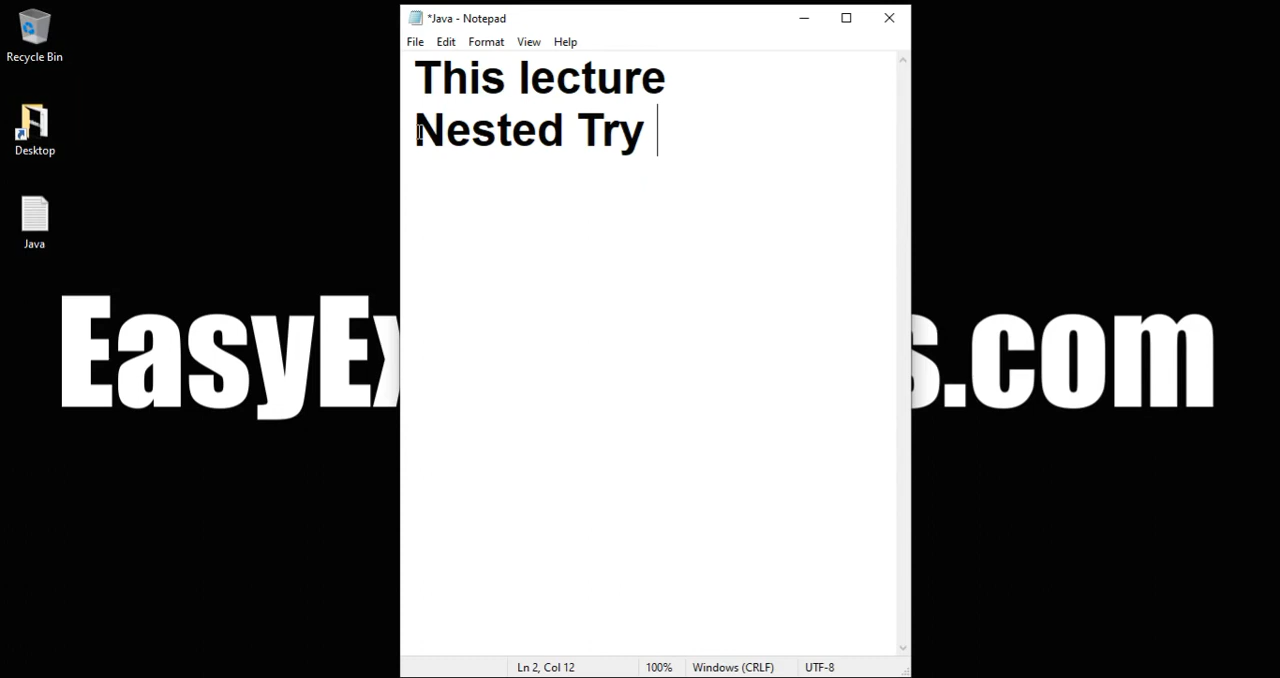 *Java - Notepad
Recycle Bin
File Edit Format View Help
This lecture
Nested Try
Desktop
Java
EasyEx s.com
Ln 2, Col 12 100% Windows (CRLF) UTF-8